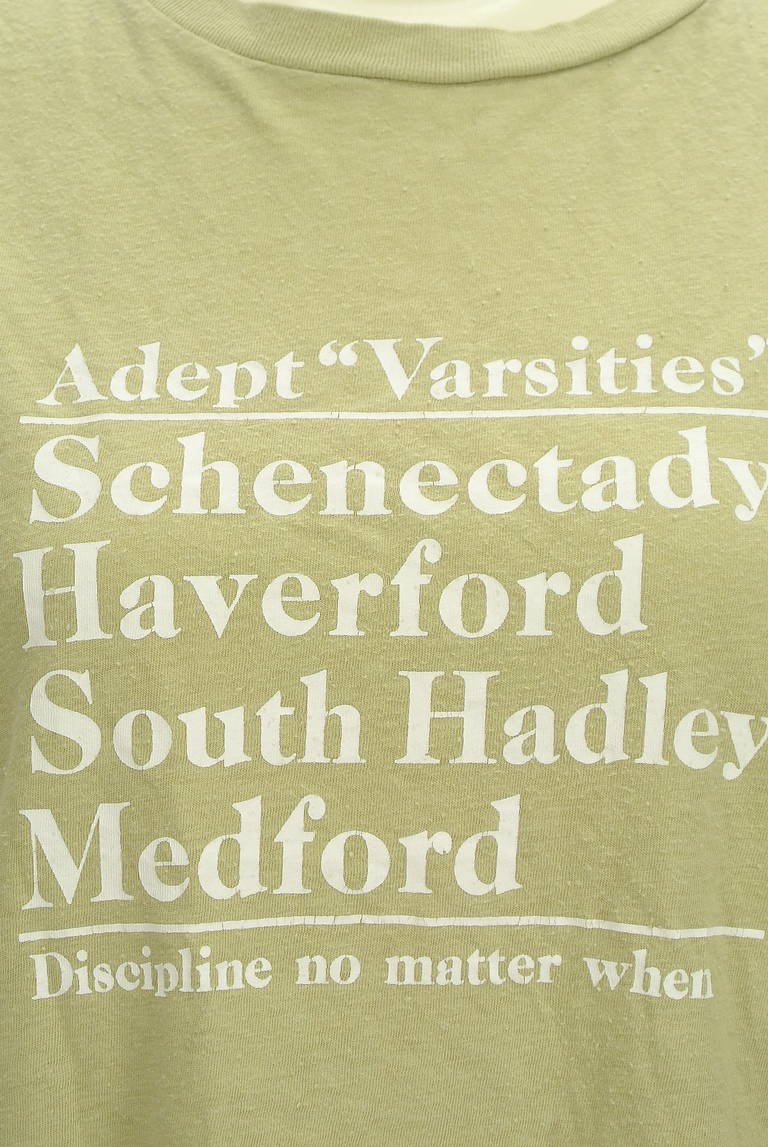 Adept “Varsities”
Schenectady
Haverford
South Hadley
Medford
Discipline no matter when